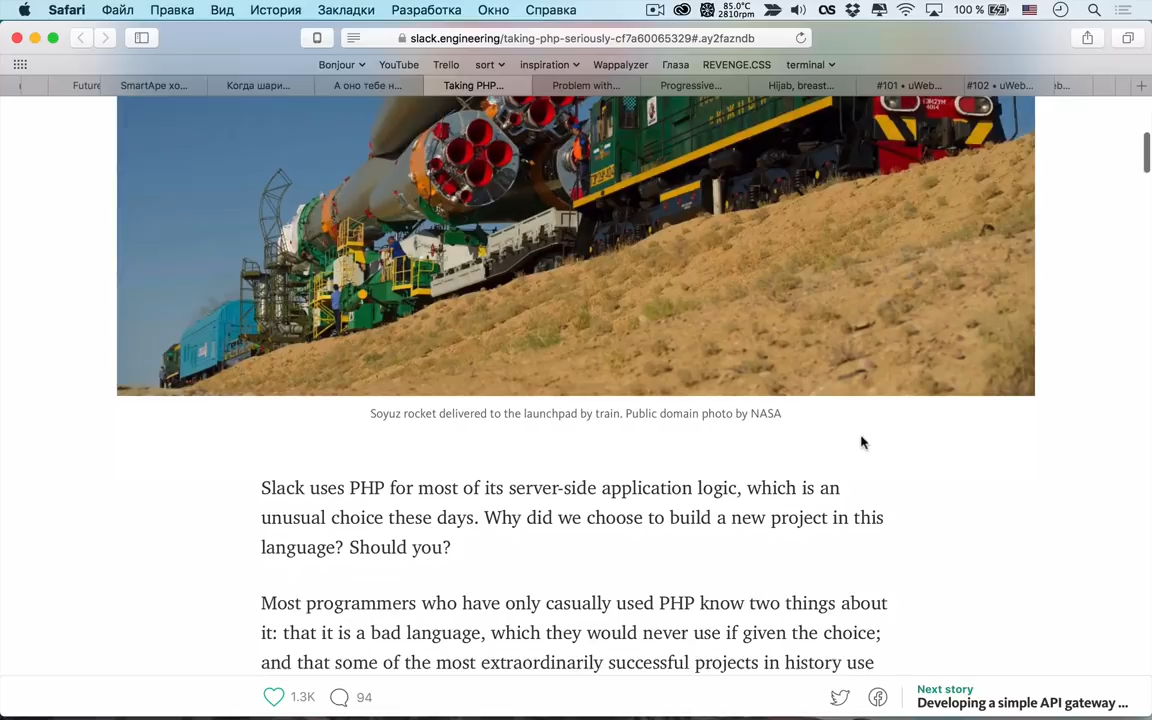 Safari Файл Правка Вид История Закладки Разработка Окно Справка 85.0°C 2810rpm 100 %
slack.engineering/taking-php-seriously-cf7a60065329#.ay2fazndb
Bonjour YouTube Trello sort inspiration Wappalyzer Глаза REVENGE.CSS terminal
Future SmartApe хо... Когда шари... А оно тебе н... Taking PHP... Problem with... Progressive... Hijab, breast... #101 • uWeb... #102 • uWeb...
Soyuz rocket delivered to the launchpad by train. Public domain photo by NASA
Slack uses PHP for most of its server-side application logic, which is an
unusual choice these days. Why did we choose to build a new project in this
language? Should you?
Most programmers who have only casually used PHP know two things about
it: that it is a bad language, which they would never use if given the choice;
and that some of the most extraordinarily successful projects in history use
1.3K 94
Next story
Developing a simple API gateway ...